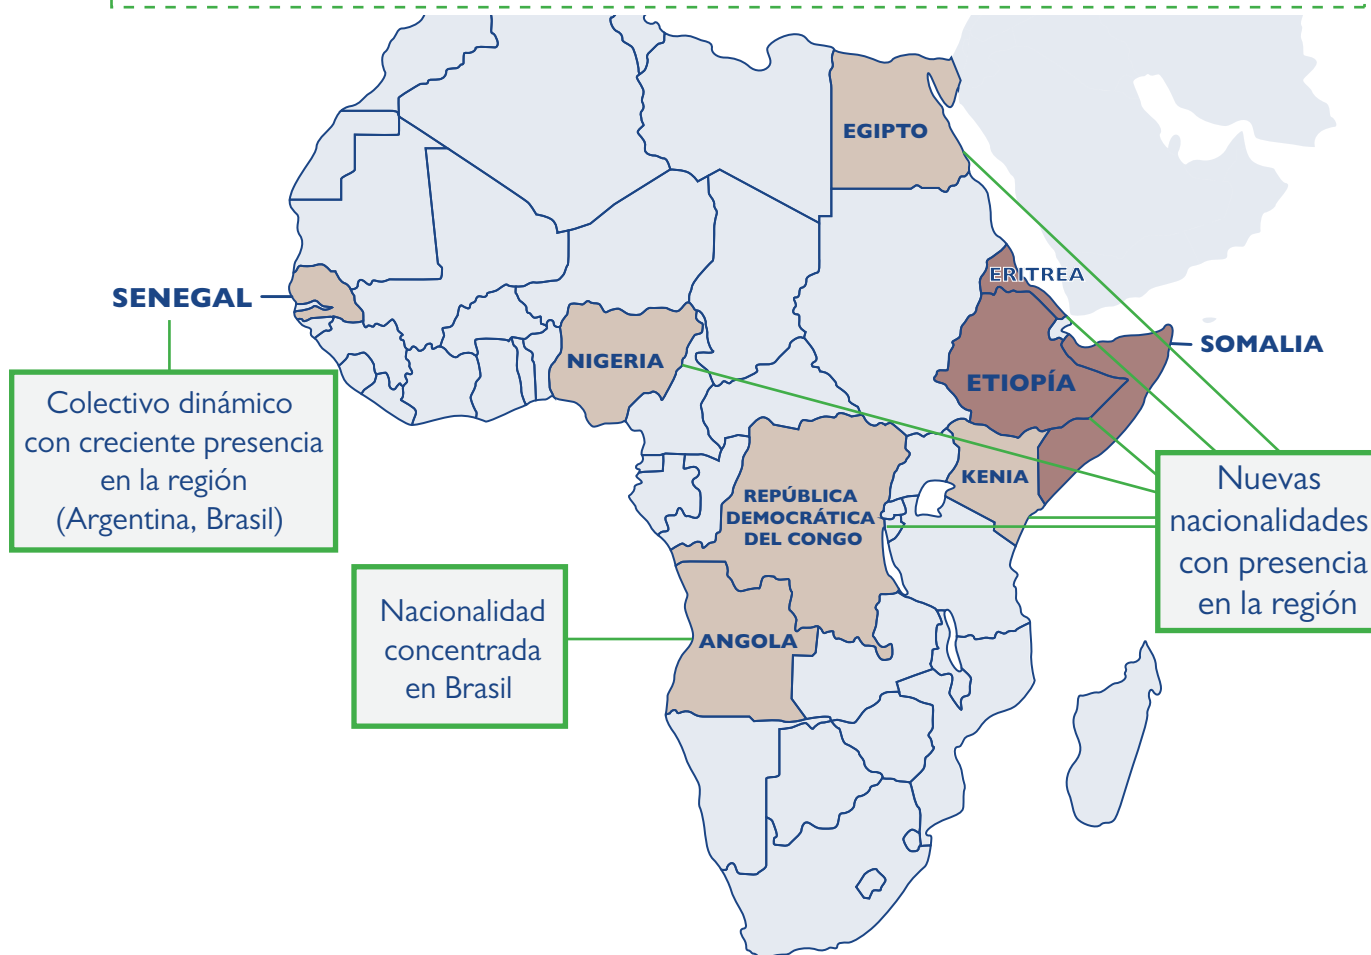 EGIPTO
ERITREA
SENEGAL
SOMALIA
NIGERIA
ETIOPÍA
Colectivo dinámico
con creciente presencia
en la región
(Argentina, Brasil)
KENIA
REPÚBLICA
DEMOCRÁTICA
DEL CONGO
Nuevas
nacionalidades
con presencia
en la región
Nacionalidad
concentrada
en Brasil
ANGOLA